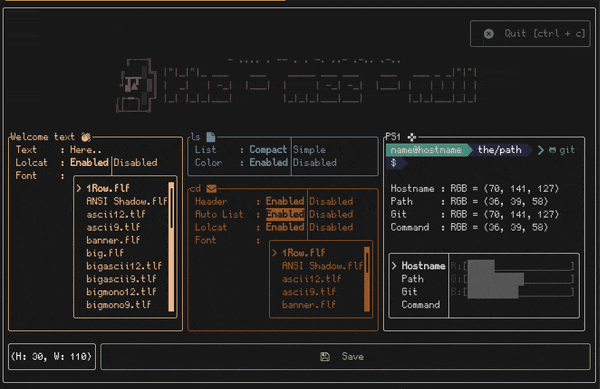 Quit [ctrl + c]
Welcome text
Text : Here..
Lolcat : Enabled Disabled
Font :
1Row.flf
ANSI Shadow.flf
ascii12.tlf
ascii9.tlf
banner.flf
big.flf
bigascii12.tlf
bigascii9.tlf
bigmono12.tlf
bigmono9.tlf
ls
List : Compact Simple
Color : Enabled Disabled
cd
Header : Enabled Disabled
Auto List : Enabled Disabled
Lolcat : Enabled Disabled
Font :
> 1Row.flf
ANSI Shadow.flf
ascii12.tlf
ascii9.tlf
banner.flf
PS1
name@hostname the/path git
$
Hostname : RGB = (70, 141, 127)
Path : RGB = (36, 39, 58)
Git : RGB = (70, 141, 127)
Command : RGB = (36, 39, 58)
> Hostname R:[ ]
Path G:[ ]
Git B:[ ]
Command
(H: 30, W: 110)
Save